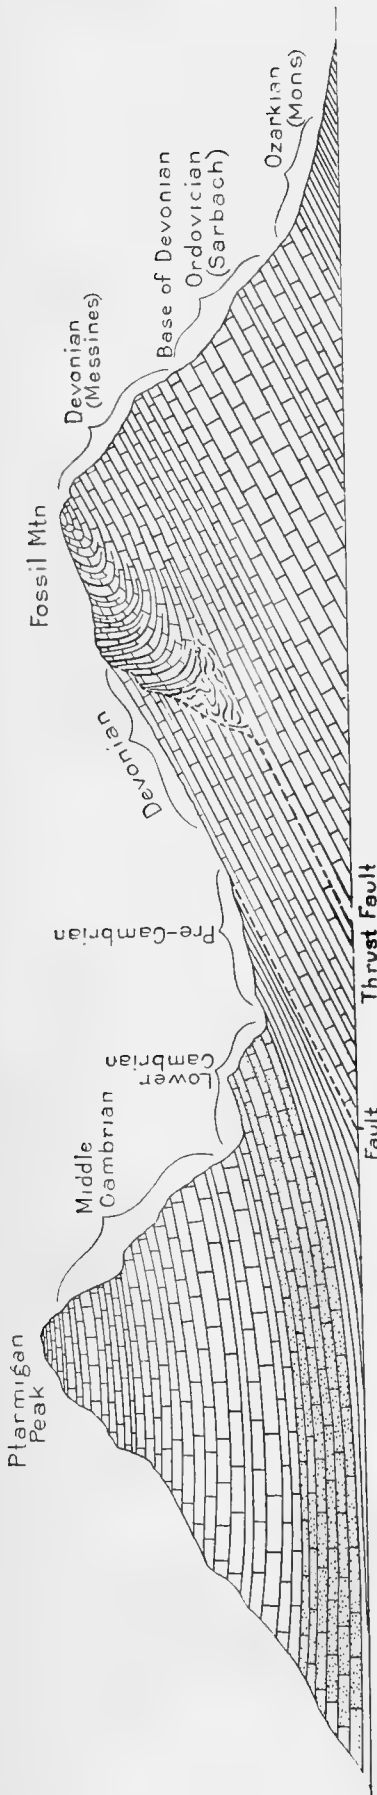 Ptarmigan
Peak
Middle
Cambrian
Lower
Cambrian
Pre-Cambrian
Devonian
Fossil Mtn
Devonian
(Messines)
Base of Devonian
Ordovician
(Sarbach)
Ozarkian
(Mons)
Fault
Thrust Fault